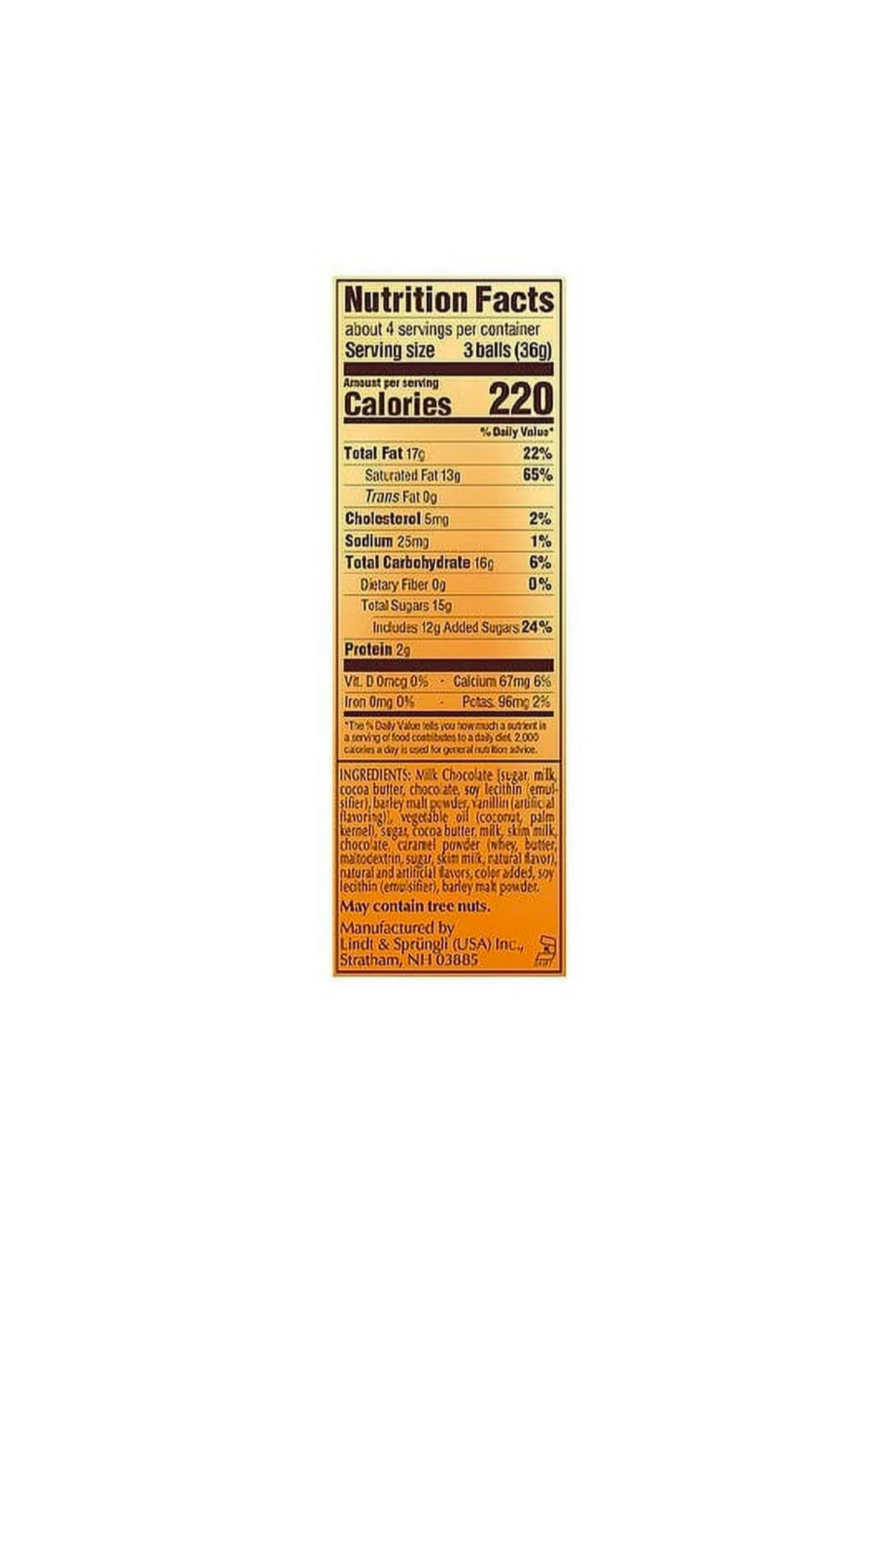 Nutrition Facts
about 4 servings per container
Serving size 3 balls (36g)
Amount per serving
Calories 220
% Daily Value*
Total Fat 17g 22%
Saturated Fat 13g 65%
Trans Fat 0g
Cholesterol 5mg 2%
Sodium 25mg 1%
Total Carbohydrate 16g 6%
Dietary Fiber 0g 0%
Total Sugars 15g
Includes 12g Added Sugars 24%
Protein 2g
Vit. D 0mcg 0% · Calcium 67mg 6%
Iron 0mg 0% · Potas. 96mg 2%
*The % Daily Value tells you how much a nutrient in
a serving of food contributes to a daily diet. 2,000
calories a day is used for general nutrition advice.
INGREDIENTS: Milk Chocolate (sugar, milk,
cocoa butter, chocolate, soy lecithin (emul-
sifier), barley malt powder, vanillin (artificial
flavoring)), vegetable oil (coconut, palm
kernel), sugar, cocoa butter, milk, skim milk,
chocolate, caramel powder (whey, butter,
maltodextrin, sugar, skim milk, natural flavor),
natural and artificial flavors, color added, soy
lecithin (emulsifier), barley malt powder.
May contain tree nuts.
Manufactured by
Lindt & Sprüngli (USA) Inc.,
Stratham, NH 03885